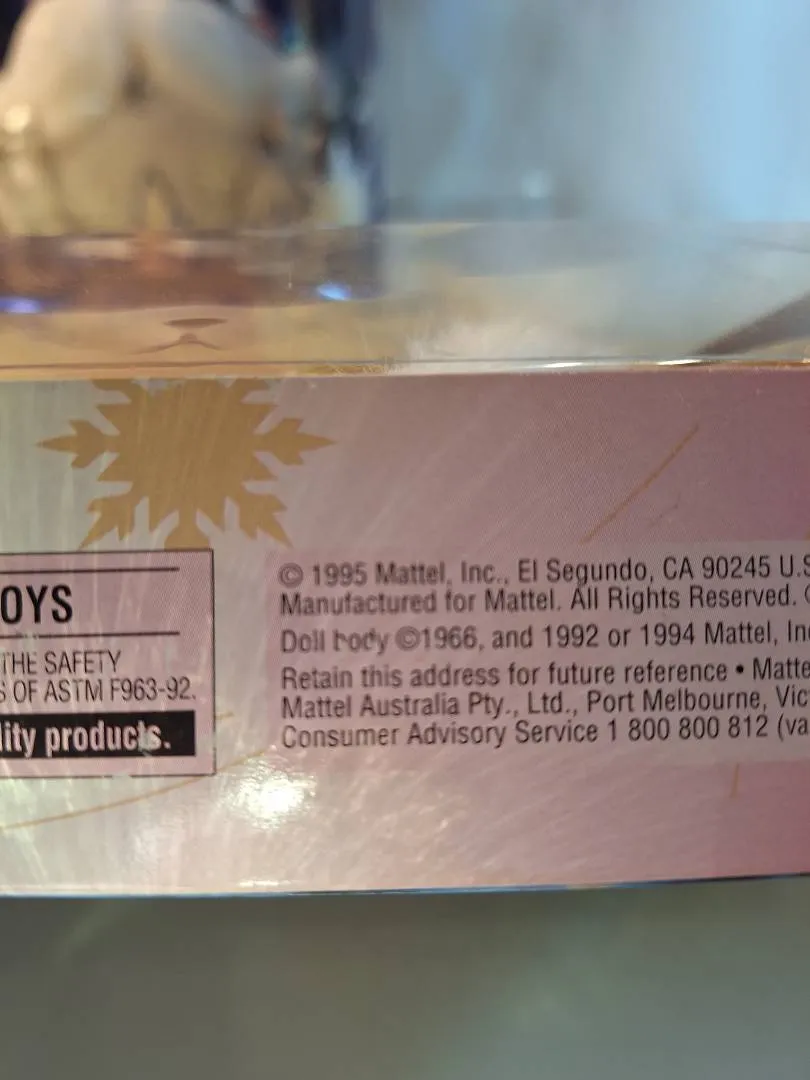 OYS
THE SAFETY
S OF ASTM F963-92.
lity products.
© 1995 Mattel, Inc., El Segundo, CA 90245 U.S
Manufactured for Mattel. All Rights Reserved.
Doll body ©1966, and 1992 or 1994 Mattel, Inc
Retain this address for future reference • Matte
Mattel Australia Pty., Ltd., Port Melbourne, Vic
Consumer Advisory Service 1 800 800 812 (va